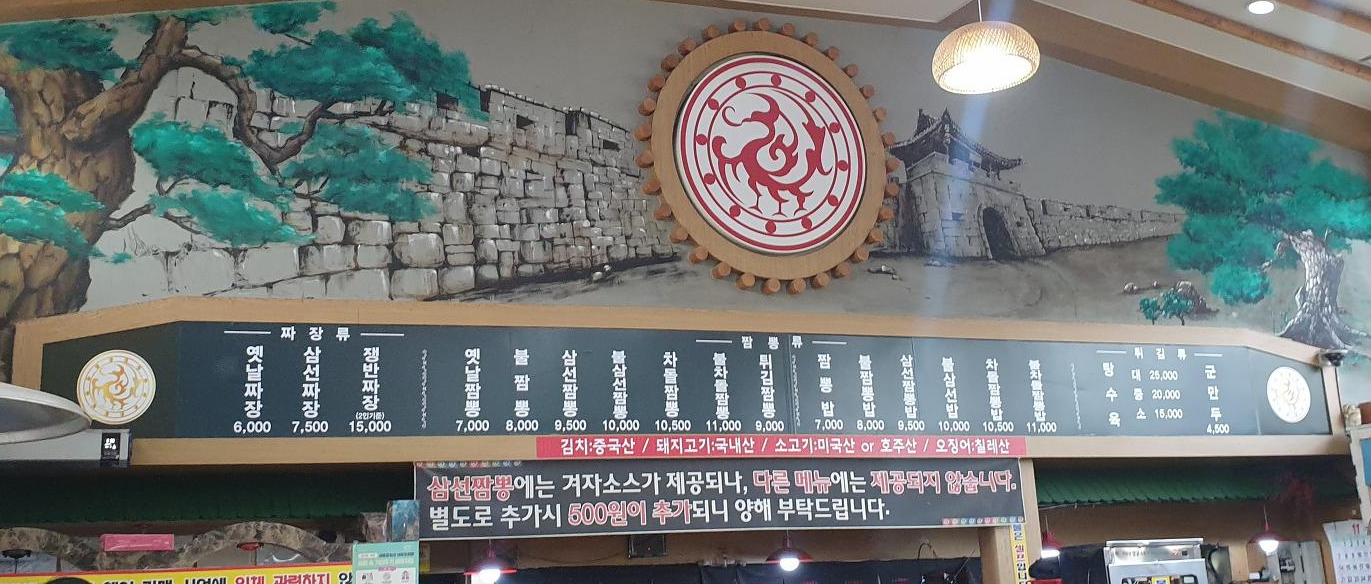 짜장류
옛날짜장 6,000
삼선짜장 7,500
쟁반짜장 (2인기준) 15,000
짬뽕류
옛날짬뽕 7,000
불짬뽕 8,000
삼선짬뽕 9,500
불삼선짬뽕 10,000
차돌짬뽕 10,500
불차돌짬뽕 11,000
튀김짬뽕 9,000
짬뽕밥 7,000
불짬뽕밥 8,000
삼선짬뽕밥 9,500
불삼선짬뽕밥 10,000
차돌짬뽕밥 10,500
불차돌짬뽕밥 11,000
튀김류
탕수육
대 25,000
중 20,000
소 15,000
군만두 4,500
김치:중국산 / 돼지고기:국내산 / 소고기:미국산 or 호주산 / 오징어:칠레산
삼선짬뽕에는 겨자소스가 제공되나, 다른 메뉴에는 제공되지 않습니다.
별도로 추가시 500원이 추가되니 양해 부탁드립니다.